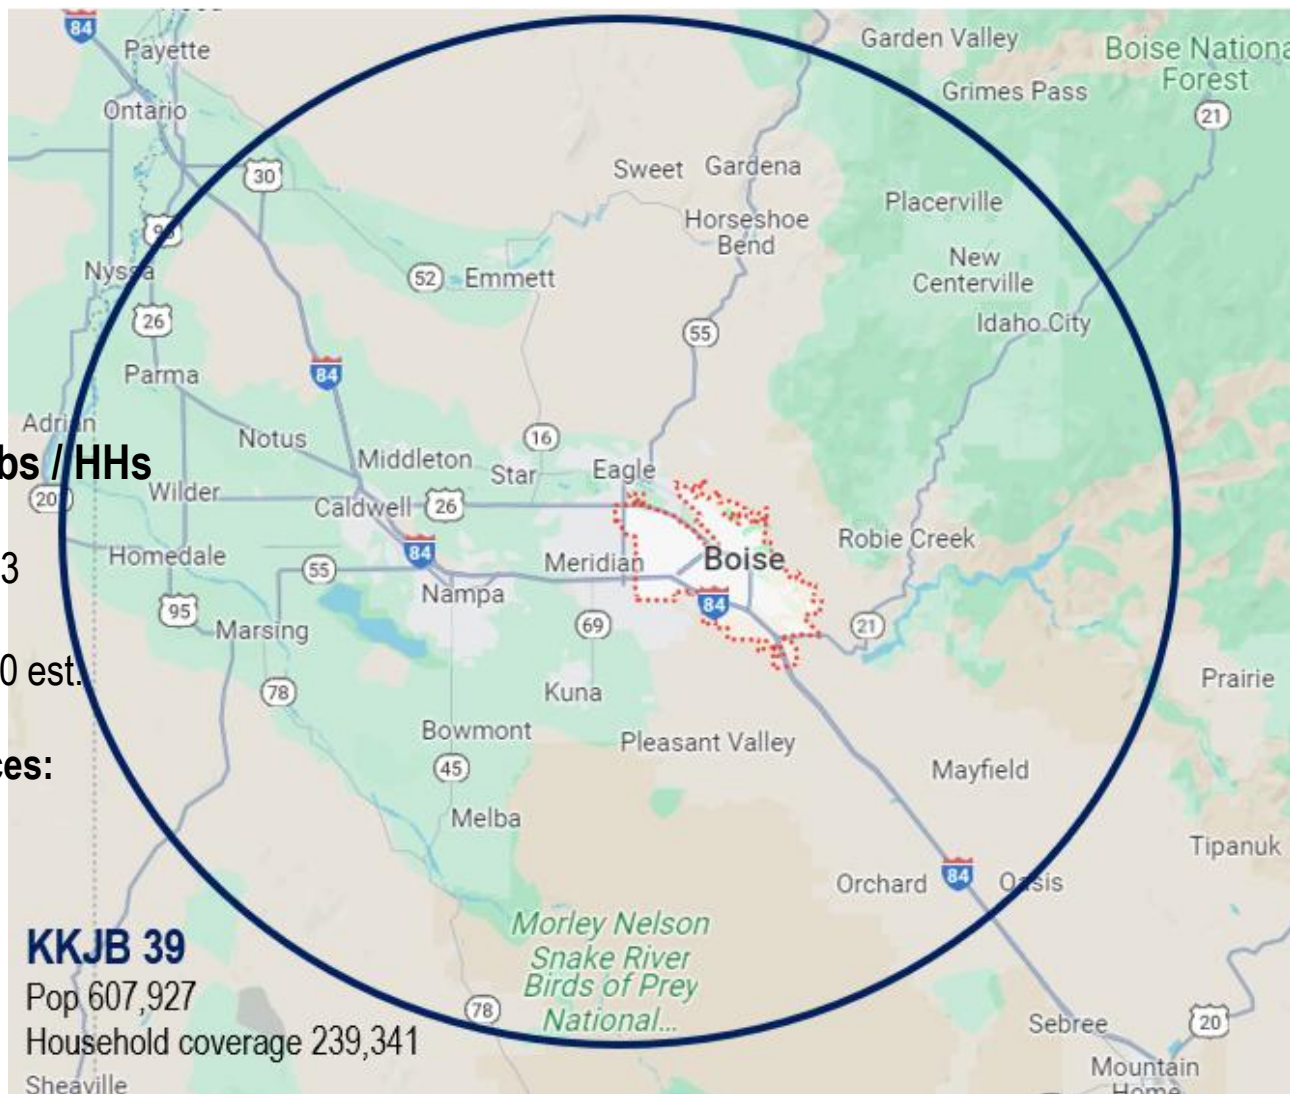 84
Payette
Garden Valley
Boise Nationa
Forest
Grimes Pass
Ontario
21
30
Sweet
Gardena
Placerville
Horseshoe
Bend
Nyssa
52
Emmett
New
Centerville
26
55
Idaho City
84
Parma
Adrian
Notus
16
bs / HHs
Middleton
Star
Eagle
20
Wilder
Caldwell
26
Robie Creek
Homedale
84
Meridian
Boise
3
55
Nampa
84
95
Marsing
69
21
0 est.
78
Kuna
Prairie
Bowmont
Pleasant Valley
ces:
45
Mayfield
Melba
Tipanuk
Orchard
84
Oasis
KKJB 39
Morley Nelson
Snake River
Birds of Prey
National...
Pop 607,927
78
Household coverage 239,341
Sebree
20
Mountain
Home
Sheaville